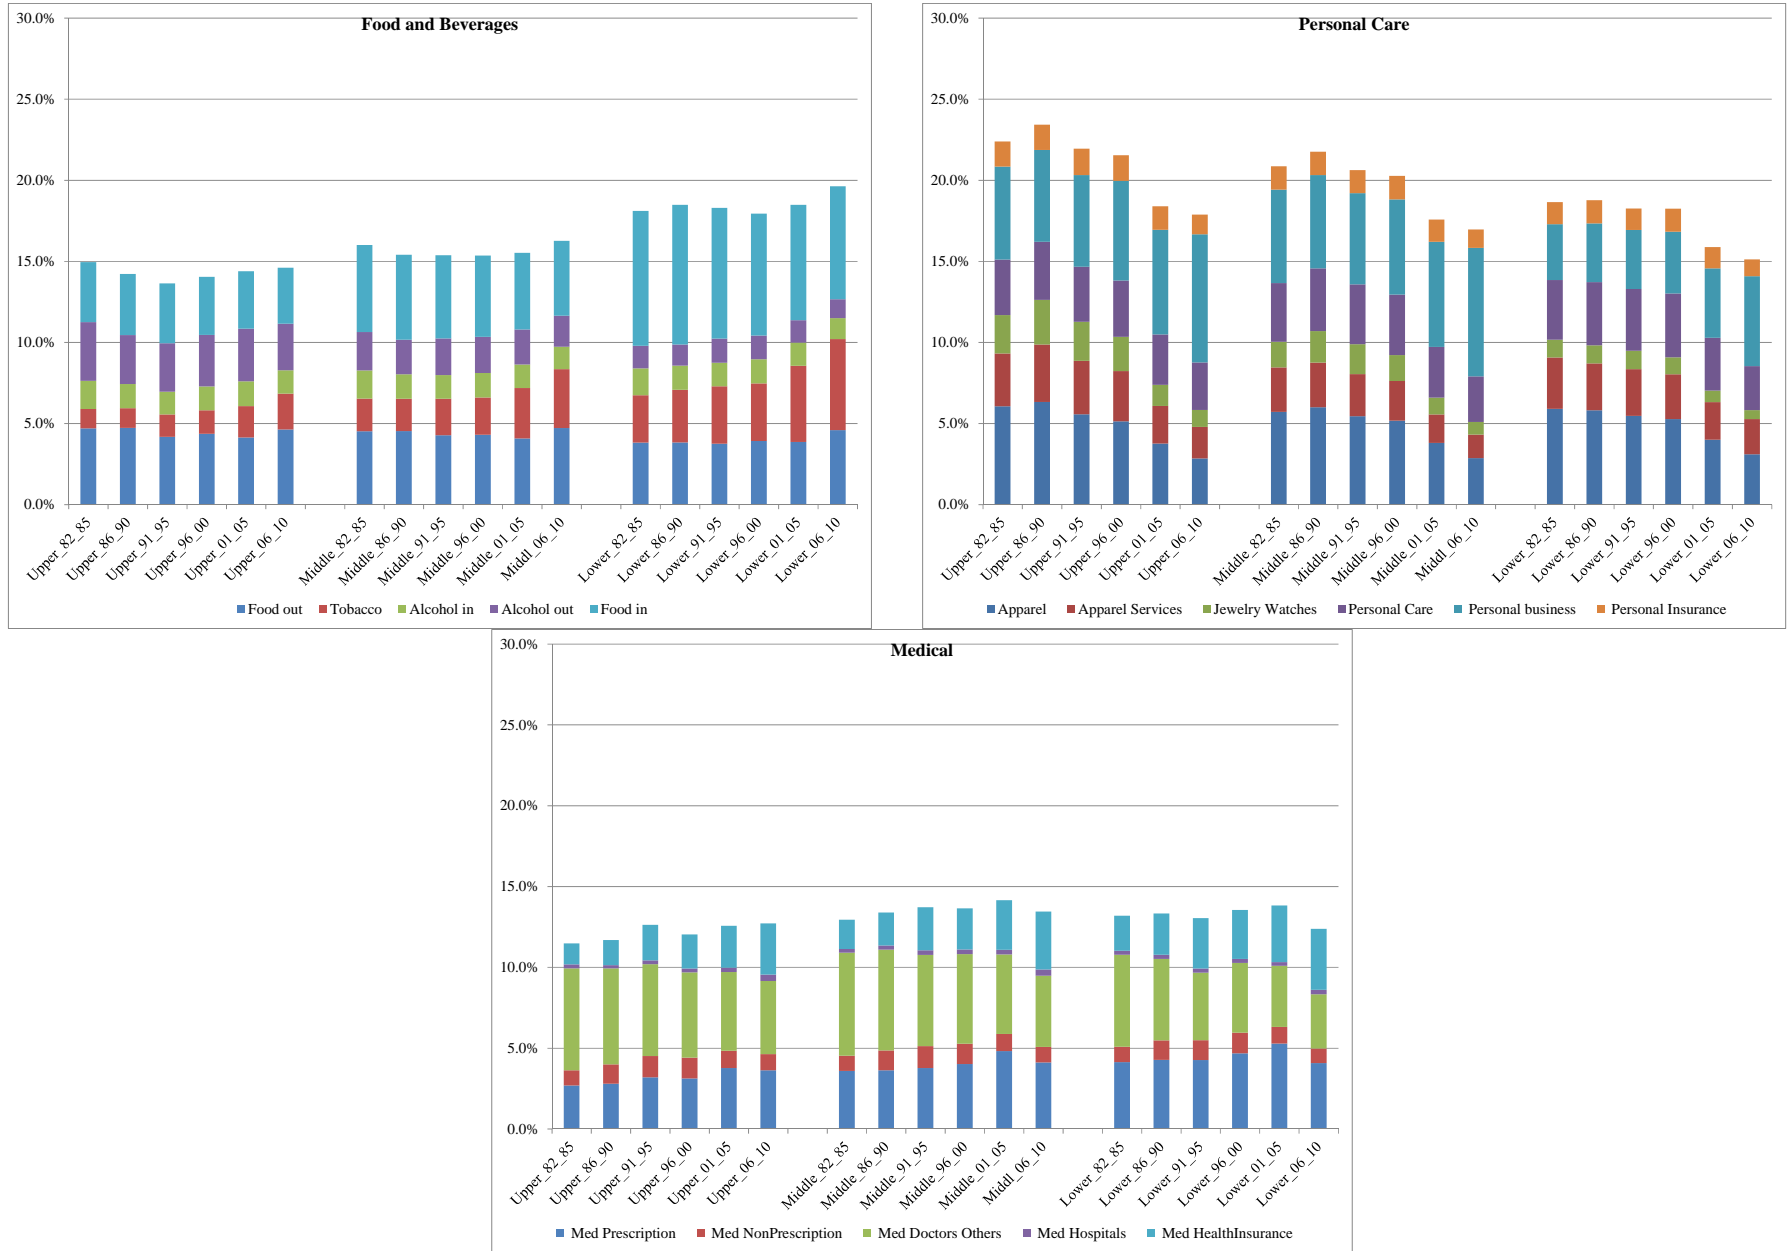 Food and Beverages
30.0%
25.0%
20.0%
15.0%
10.0%
5.0%
0.0%
Upper_82_85
Upper_86_90
Upper_91_95
Upper_96_00
Upper_01_05
Upper_06_10
Middle_82_85
Middle_86_90
Middle_91_95
Middle_96_00
Middle_01_05
Middl_06_10
Lower_82_85
Lower_86_90
Lower_91_95
Lower_96_00
Lower_01_05
Lower_06_10
Food out Tobacco Alcohol in Alcohol out Food in
Personal Care
30.0%
25.0%
20.0%
15.0%
10.0%
5.0%
0.0%
Upper_82_85
Upper_86_90
Upper_91_95
Upper_96_00
Upper_01_05
Upper_06_10
Middle_82_85
Middle_86_90
Middle_91_95
Middle_96_00
Middle_01_05
Middl_06_10
Lower_82_85
Lower_86_90
Lower_91_95
Lower_96_00
Lower_01_05
Lower_06_10
Apparel Apparel Services Jewelry Watches Personal Care Personal business Personal Insurance
Medical
30.0%
25.0%
20.0%
15.0%
10.0%
5.0%
0.0%
Upper_82_85
Upper_86_90
Upper_91_95
Upper_96_00
Upper_01_05
Upper_06_10
Middle_82_85
Middle_86_90
Middle_91_95
Middle_96_00
Middle_01_05
Middl_06_10
Lower_82_85
Lower_86_90
Lower_91_95
Lower_96_00
Lower_01_05
Lower_06_10
Med Prescription Med NonPrescription Med Doctors Others Med Hospitals Med HealthInsurance